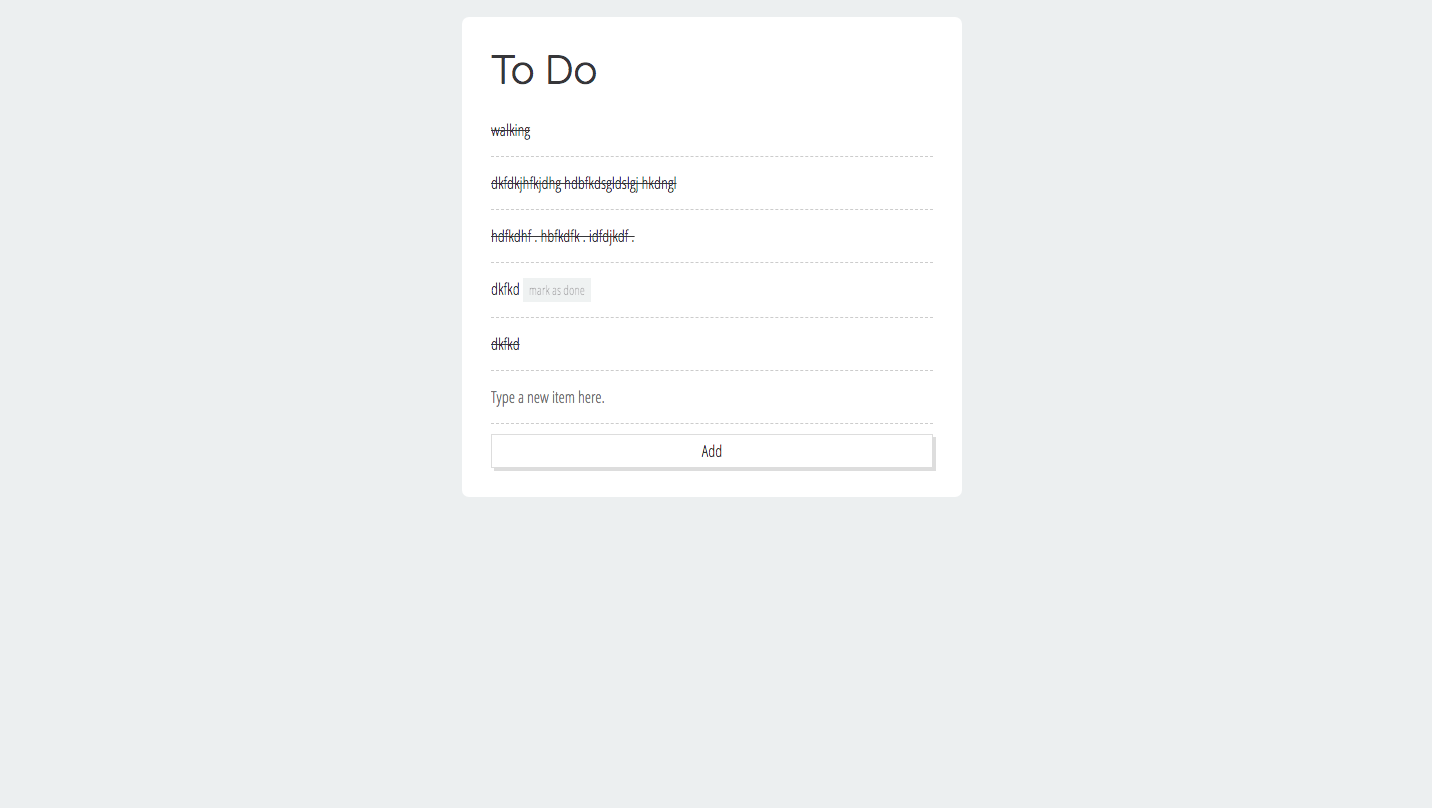 To Do
walking
dkfdkjhfkjdhg hdbfkdsgldslgj hkdngl
hdfkdhf . hbfkdfk . idfdjkdf .
dkfkd mark as done
dkfkd
Type a new item here.
Add